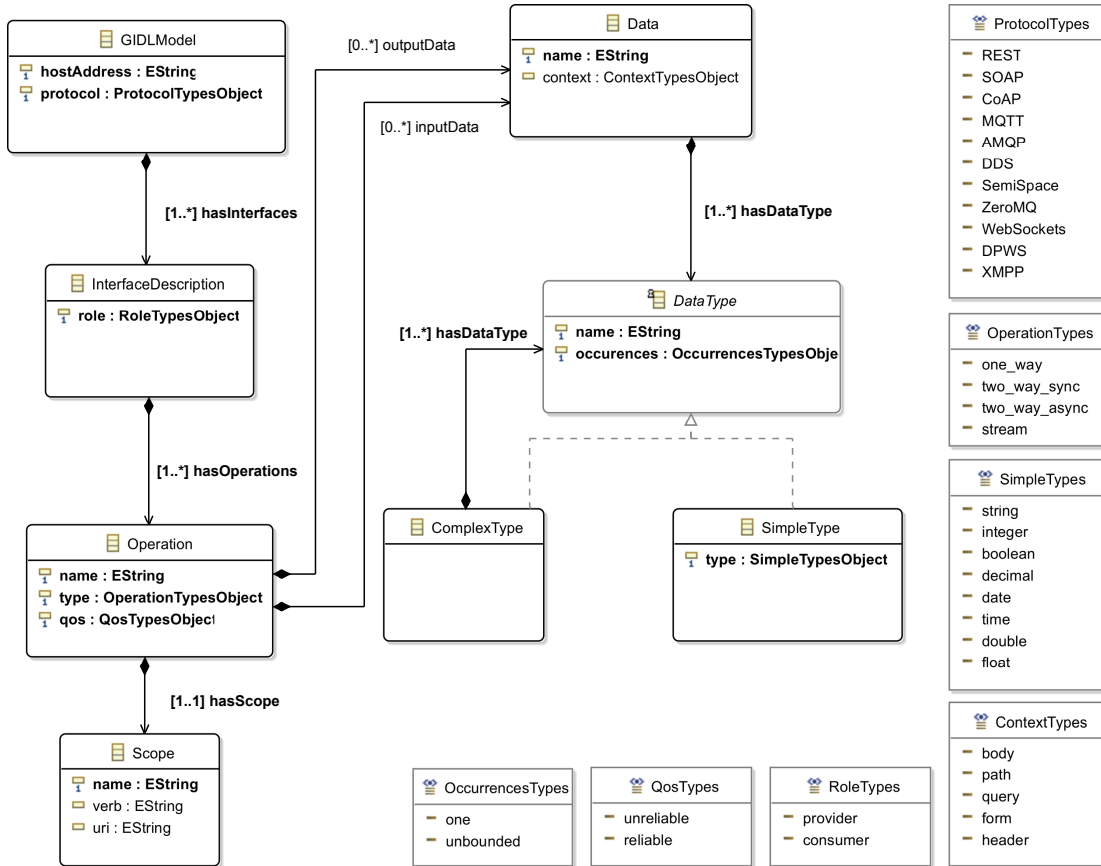 GIDLModel
hostAddress : EString
protocol : ProtocolTypesObject
[1..*] hasInterfaces
InterfaceDescription
role : RoleTypesObject
[1..*] hasOperations
Operation
name : EString
type : OperationTypesObject
qos : QosTypesObject
[1..1] hasScope
Scope
name : EString
verb : EString
uri : EString
[0..*] outputData
[0..*] inputData
Data
name : EString
context : ContextTypesObject
[1..*] hasDataType
DataType
name : EString
occurences : OccurrencesTypesObje
[1..*] hasDataType
ComplexType
SimpleType
type : SimpleTypesObject
OccurrencesTypes
one
unbounded
QosTypes
unreliable
reliable
RoleTypes
provider
consumer
ProtocolTypes
REST
SOAP
CoAP
MQTT
AMQP
DDS
SemiSpace
ZeroMQ
WebSockets
DPWS
XMPP
OperationTypes
one_way
two_way_sync
two_way_async
stream
SimpleTypes
string
integer
boolean
decimal
date
time
double
float
ContextTypes
body
path
query
form
header